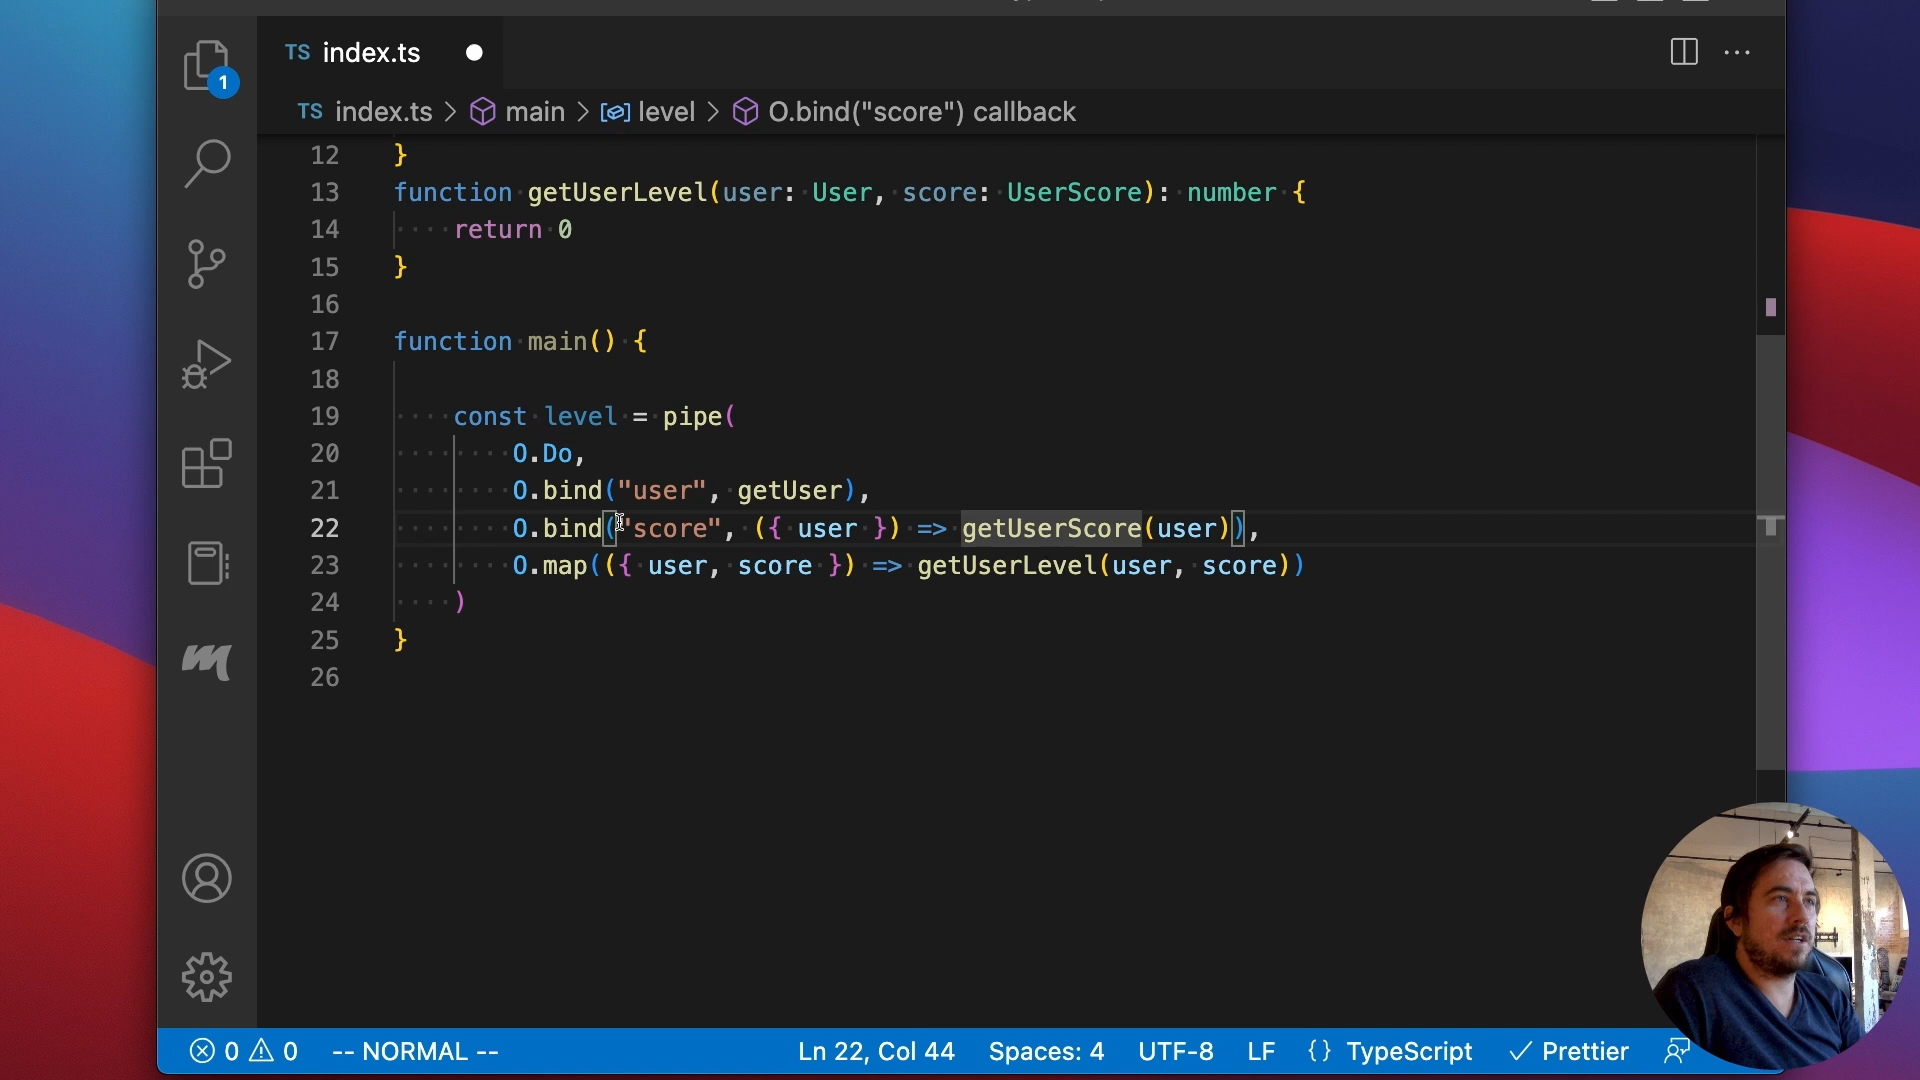 TS index.ts
1
TS index.ts > main > level > O.bind("score") callback
12 }
13 function getUserLevel(user: User, score: UserScore): number {
14 return 0
15 }
16
17 function main() {
18
19 const level = pipe(
20 O.Do,
21 O.bind("user", getUser),
22 O.bind("score", ({ user }) => getUserScore(user)),
23 O.map(({ user, score }) => getUserLevel(user, score))
24 )
25 }
26
0 0 -- NORMAL -- Ln 22, Col 44 Spaces: 4 UTF-8 LF {} TypeScript Prettier